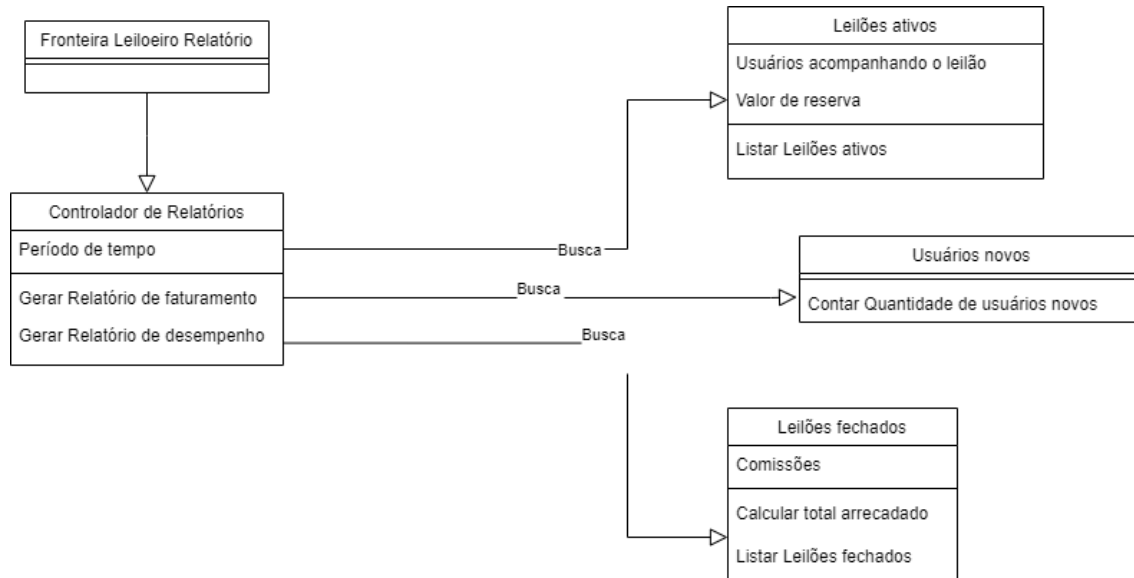 Fronteira Leiloeiro Relatório
Controlador de Relatórios
Período de tempo
Gerar Relatório de faturamento
Gerar Relatório de desempenho
Busca
Busca
Busca
Leilões ativos
Usuários acompanhando o leilão
Valor de reserva
Listar Leilões ativos
Usuários novos
Contar Quantidade de usuários novos
Leilões fechados
Comissões
Calcular total arrecadado
Listar Leilões fechados